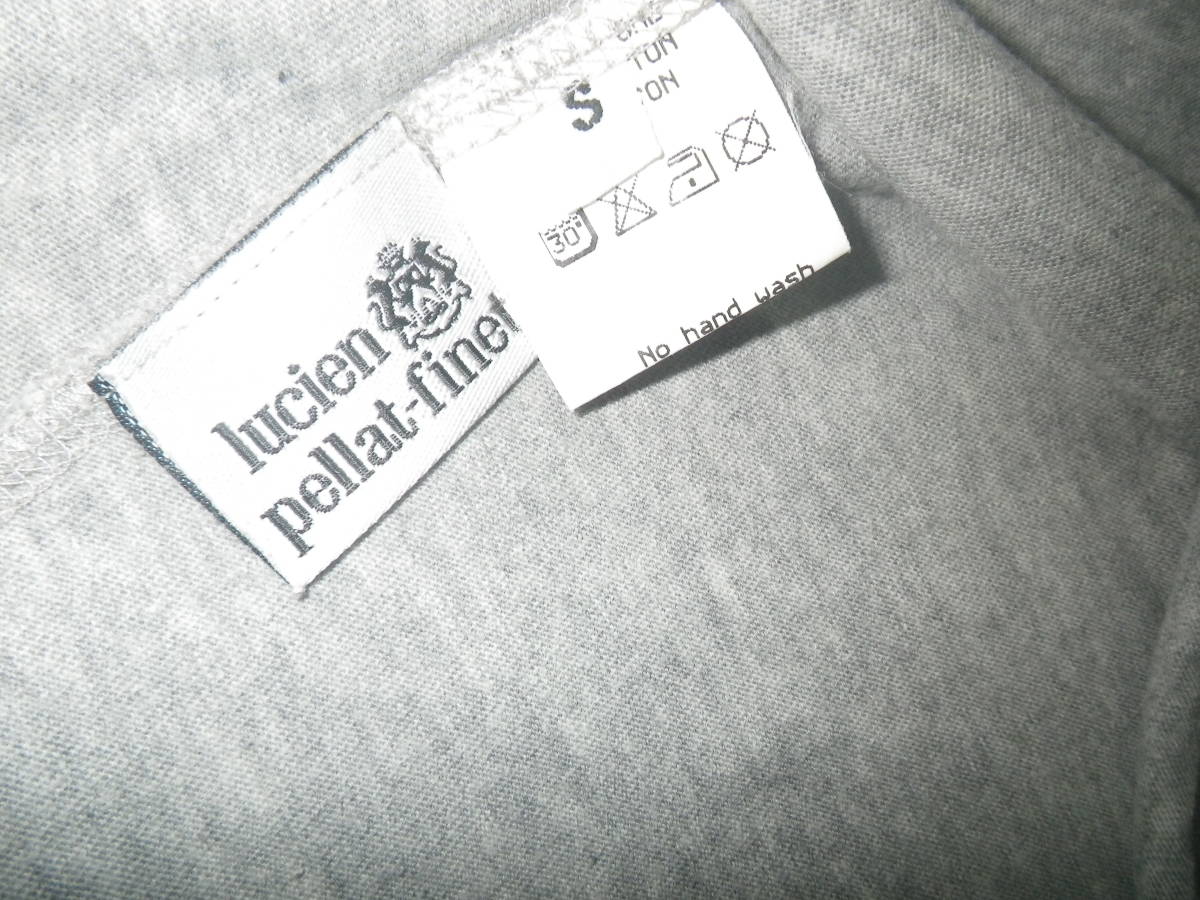 lucien
pellat-finet
S
30°
No hand wash